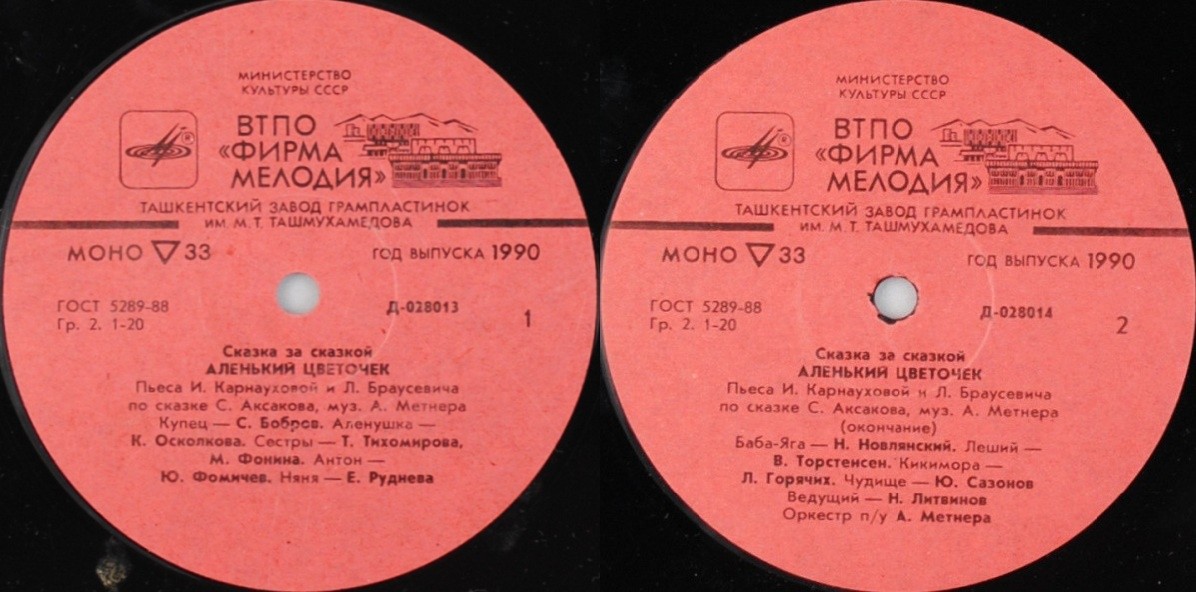 МИНИСТЕРСТВО
КУЛЬТУРЫ СССР
ВТПО
«ФИРМА
МЕЛОДИЯ»
ТАШКЕНТСКИЙ ЗАВОД ГРАМПЛАСТИНОК
ИМ. М. Т. ТАШМУХАМЕДОВА
МОНО 33
ГОД ВЫПУСКА 1990
ГОСТ 5289-88
Гр. 2. 1-20
Д-028013
1
Сказка за сказкой
АЛЕНЬКИЙ ЦВЕТОЧЕК
Пьеса И. Карнауховой и Л. Браусевича
по сказке С. Аксакова, муз. А. Метнера
Купец — С. Бобров. Аленушка —
К. Осколкова. Сестры — Т. Тихомирова,
М. Фонина. Антон —
Ю. Фомичев. Няня — Е. Руднева
МИНИСТЕРСТВО
КУЛЬТУРЫ СССР
ВТПО
«ФИРМА
МЕЛОДИЯ»
ТАШКЕНТСКИЙ ЗАВОД ГРАМПЛАСТИНОК
ИМ. М. Т. ТАШМУХАМЕДОВА
МОНО 33
ГОД ВЫПУСКА 1990
ГОСТ 5289-88
Гр. 2. 1-20
Д-028014
2
Сказка за сказкой
АЛЕНЬКИЙ ЦВЕТОЧЕК
Пьеса И. Карнауховой и Л. Браусевича
по сказке С. Аксакова, муз. А. Метнера
(окончание)
Баба-Яга — Н. Новлянский. Леший —
В. Торстенсен. Кикимора —
Л. Горячих. Чудище — Ю. Сазонов
Ведущий — Н. Литвинов
Оркестр п/у А. Метнера